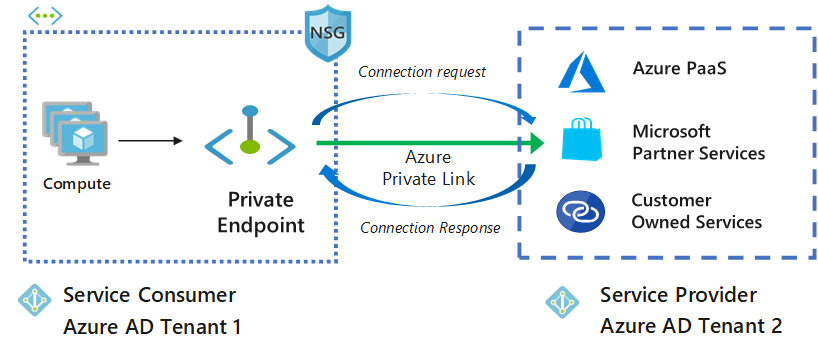 NSG
Connection request
Compute
Private
Endpoint
Azure
Private Link
Connection Response
Azure PaaS
Microsoft
Partner Services
Customer
Owned Services
Service Consumer
Azure AD Tenant 1
Service Provider
Azure AD Tenant 2